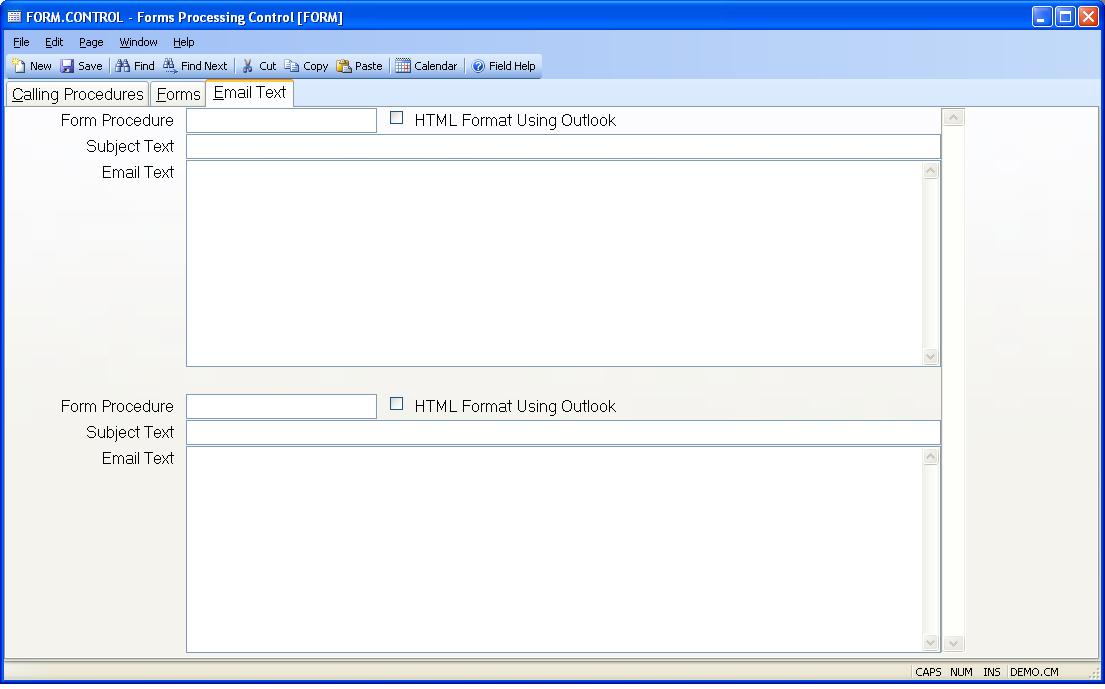 FORM.CONTROL - Forms Processing Control [FORM]
File Edit Page Window Help
New Save Find Find Next Cut Copy Paste Calendar Field Help
Calling Procedures Forms Email Text
Form Procedure HTML Format Using Outlook
Subject Text
Email Text
Form Procedure HTML Format Using Outlook
Subject Text
Email Text
CAPS NUM INS DEMO.CM